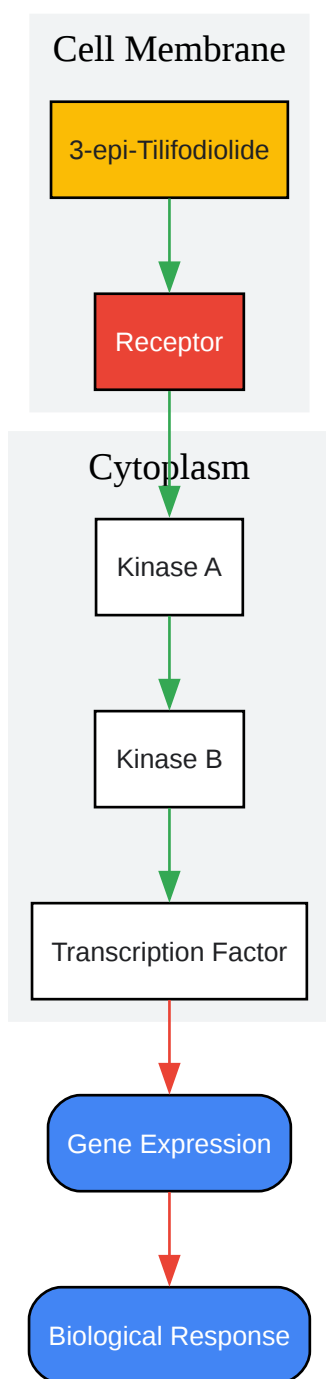 Cell Membrane
3-epi-Tilifodiolide
Receptor
Cytoplasm
Kinase A
Kinase B
Transcription Factor
Gene Expression
Biological Response